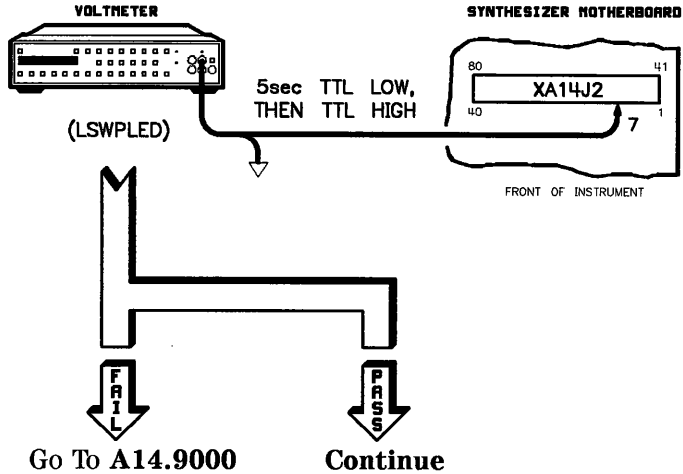 VOLTMETER
SYNTHESIZER MOTHERBOARD
5sec TTL LOW,
THEN TTL HIGH
(LSWPLED)
80
41
XA14J2
40
1
7
FRONT OF INSTRUMENT
FAIL
PASS
Go To A14.9000
Continue